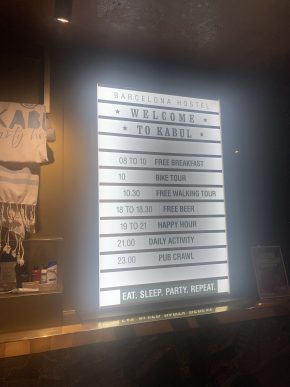 BARCELONA HOSTEL
★ WELCOME ★
★ TO KABUL ★
08 TO 10 FREE BREAKFAST
10 BIKE TOUR
10.30 FREE WALKING TOUR
18 TO 18.30 FREE BEER
19 TO 21 HAPPY HOUR
21.00 DAILY ACTIVITY
23.00 PUB CRAWL
EAT. SLEEP. PARTY. REPEAT.
KABUL